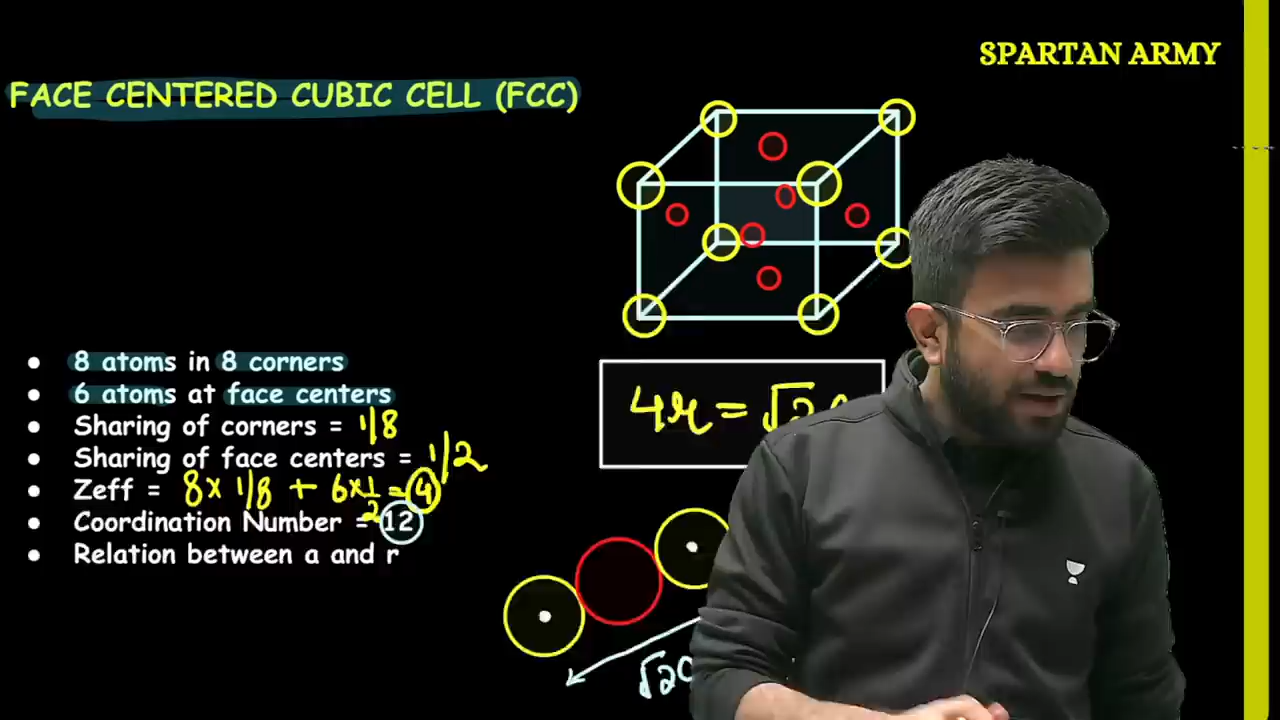 SPARTAN ARMY
FACE CENTERED CUBIC CELL (FCC)
• 8 atoms in 8 corners
• 6 atoms at face centers
• Sharing of corners = 1/8
• Sharing of face centers = 1/2
• Zeff = 8 × 1/8 + 6 × 1/2 = 4
• Coordination Number = 12
• Relation between a and r
4r = √2a
√2a